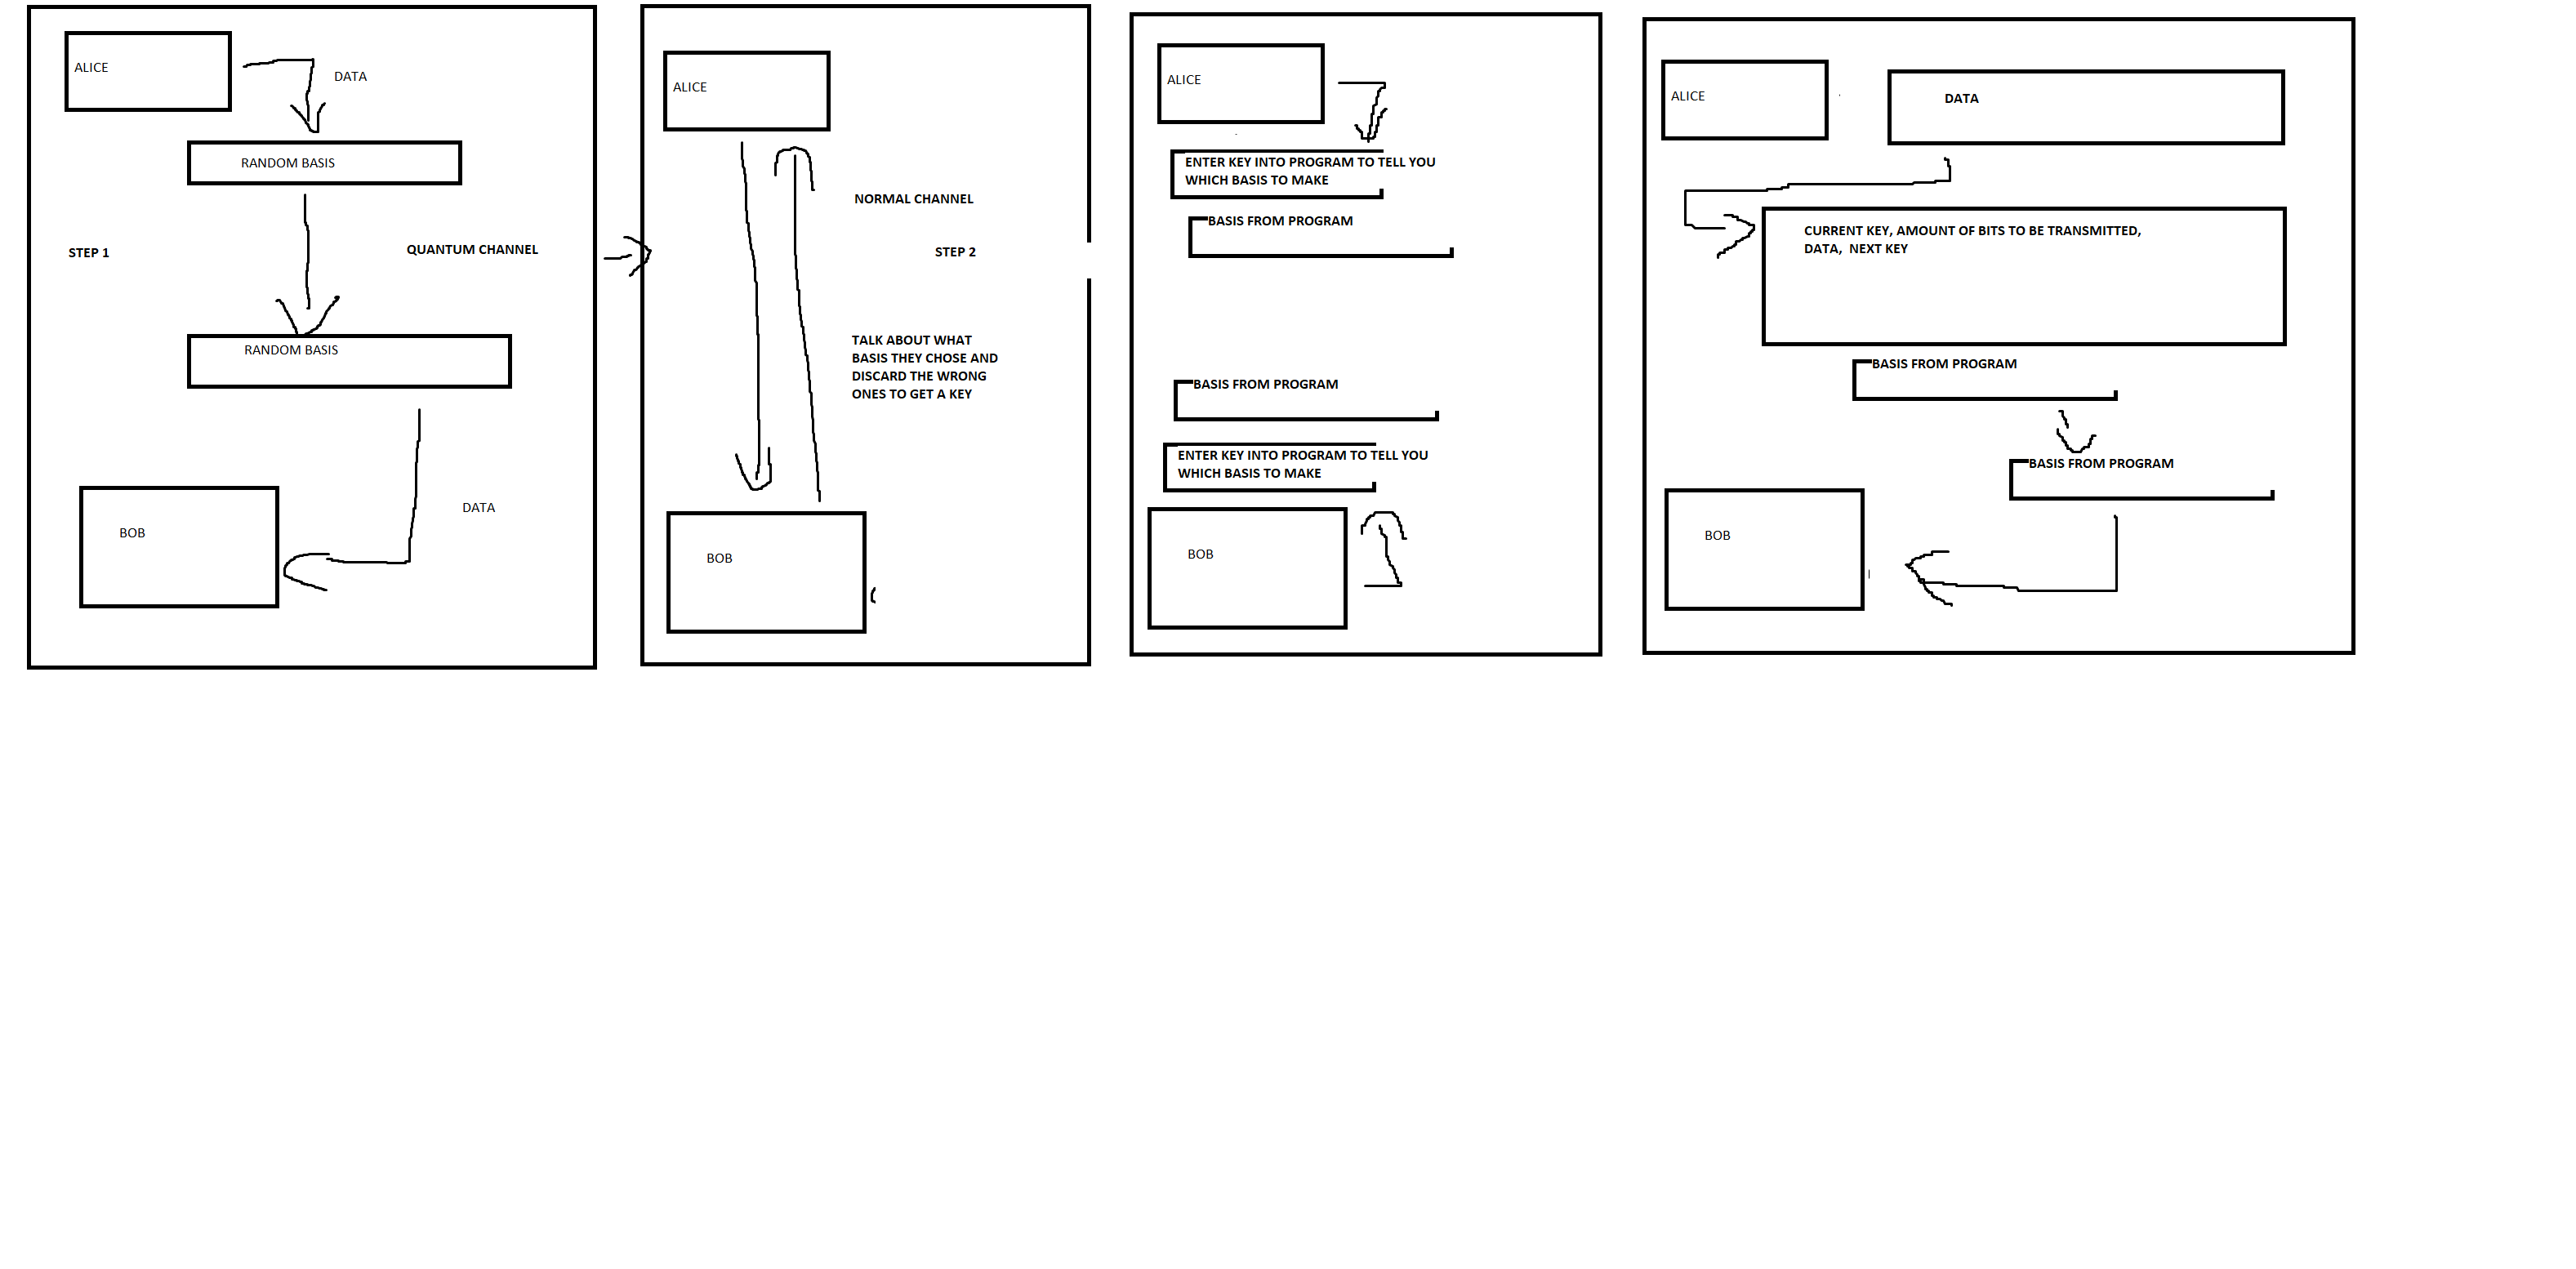 ALICE
DATA
RANDOM BASIS
STEP 1
QUANTUM CHANNEL
RANDOM BASIS
DATA
BOB
ALICE
NORMAL CHANNEL
STEP 2
TALK ABOUT WHAT
BASIS THEY CHOSE AND
DISCARD THE WRONG
ONES TO GET A KEY
BOB
ALICE
ENTER KEY INTO PROGRAM TO TELL YOU
WHICH BASIS TO MAKE
BASIS FROM PROGRAM
BASIS FROM PROGRAM
ENTER KEY INTO PROGRAM TO TELL YOU
WHICH BASIS TO MAKE
BOB
ALICE
DATA
CURRENT KEY, AMOUNT OF BITS TO BE TRANSMITTED,
DATA,  NEXT KEY
BASIS FROM PROGRAM
BASIS FROM PROGRAM
BOB